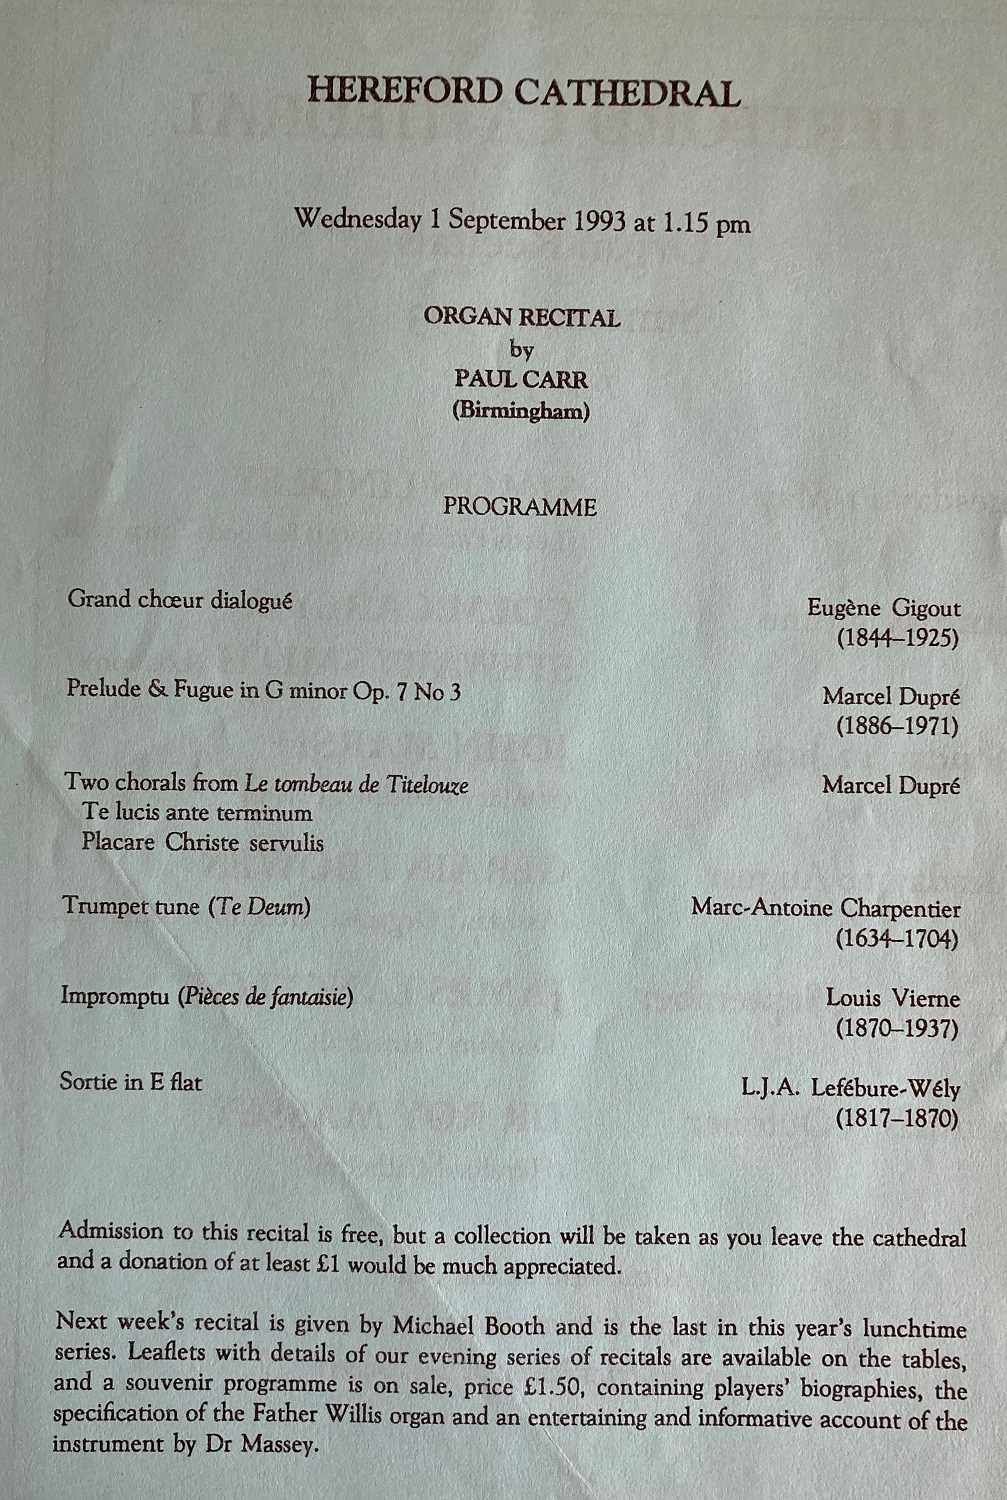 HEREFORD CATHEDRAL
Wednesday 1 September 1993 at 1.15 pm
ORGAN RECITAL
by
PAUL CARR
(Birmingham)
PROGRAMME
Grand chœur dialogué
Eugène Gigout
(1844–1925)
Prelude & Fugue in G minor Op. 7 No 3
Marcel Dupré
(1886–1971)
Two chorals from Le tombeau de Titelouze
Marcel Dupré
Te lucis ante terminum
Placare Christe servulis
Trumpet tune (Te Deum)
Marc-Antoine Charpentier
(1634–1704)
Impromptu (Pièces de fantaisie)
Louis Vierne
(1870–1937)
Sortie in E flat
L.J.A. Lefébure-Wély
(1817–1870)
Admission to this recital is free, but a collection will be taken as you leave the cathedral
and a donation of at least £1 would be much appreciated.
Next week's recital is given by Michael Booth and is the last in this year's lunchtime
series. Leaflets with details of our evening series of recitals are available on the tables,
and a souvenir programme is on sale, price £1.50, containing players' biographies, the
specification of the Father Willis organ and an entertaining and informative account of the
instrument by Dr Massey.